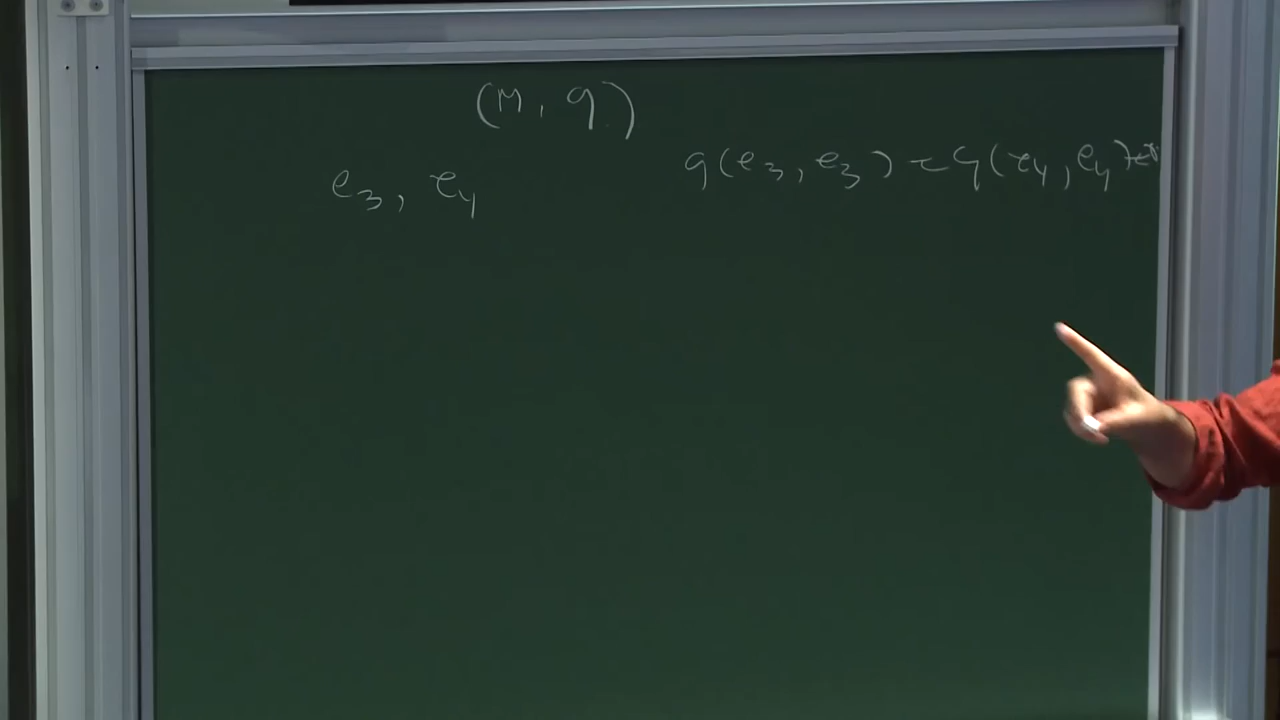 (M, g)
e₃, e₄
g(e₃, e₃) = g(e₄, e₄) =